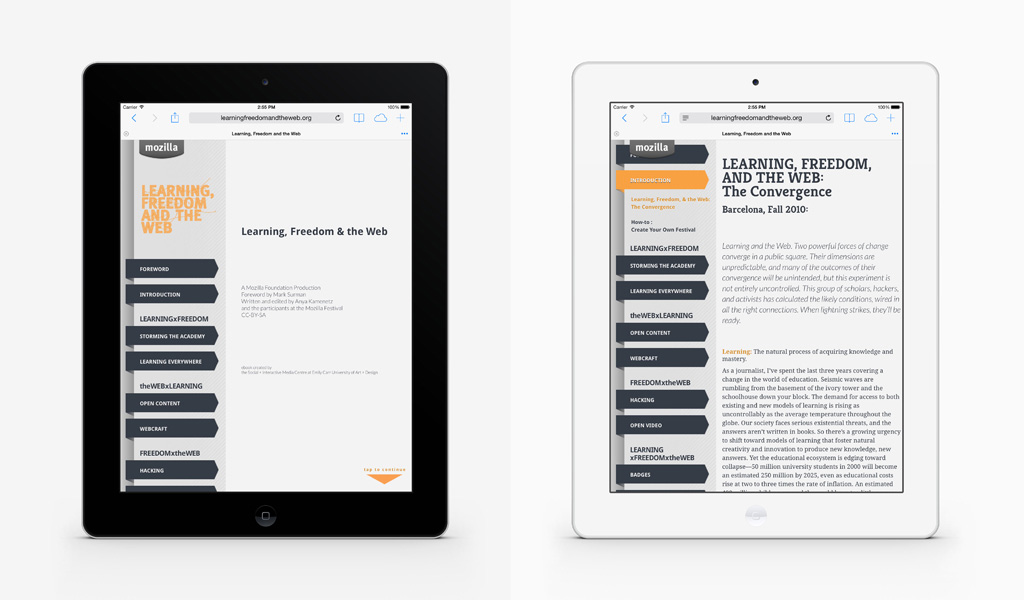 Carrier
2:55 PM
100%
learningfreedomandtheweb.org
Learning, Freedom and the Web
mozilla
LEARNING,
FREEDOM
AND THE
WEB
FOREWORD
INTRODUCTION
LEARNINGxFREEDOM
STORMING THE ACADEMY
LEARNING EVERYWHERE
theWEBxLEARNING
OPEN CONTENT
WEBCRAFT
FREEDOMxtheWEB
HACKING
Learning, Freedom & the Web
A Mozilla Foundation Production
Foreword by Mark Surman
Written and edited by Anya Kamenetz
and the participants at the Mozilla Festival
CC-BY-SA
ebook created by
the Social + Interactive Media Center at Emily Carr University of Art + Design
tap to continue
Carrier
2:55 PM
100%
learningfreedomandtheweb.org
Learning, Freedom and the Web
mozilla
INTRODUCTION
Learning, Freedom, & the Web:
The Convergence
How-to :
Create Your Own Festival
LEARNINGxFREEDOM
STORMING THE ACADEMY
LEARNING EVERYWHERE
theWEBxLEARNING
OPEN CONTENT
WEBCRAFT
FREEDOMxtheWEB
HACKING
OPEN VIDEO
LEARNING
xFREEDOMxtheWEB
BADGES
LEARNING, FREEDOM,
AND THE WEB:
The Convergence
Barcelona, Fall 2010:
Learning and the Web. Two powerful forces of change
converge in a public square. Their dimensions are
unpredictable, and many of the outcomes of their
convergence will be unintended, but this experiment is
not entirely uncontrolled. This group of scholars, hackers,
and activists has calculated the likely conditions, wired in
all the right connections. When lightning strikes, they'll be
ready.
Learning: The natural process of acquiring knowledge and
mastery.
As a journalist, I've spent the last three years covering a
change in the world of education. Seismic waves are
rumbling from the basement of the ivory tower and the
schoolhouse down your block. The demand for access to both
existing and new models of learning is rising as
uncontrollably as the average temperature throughout the
globe. Our society faces serious existential threats, and the
answers aren't written in books. So there's a growing urgency
to shift toward models of learning that foster natural
creativity and innovation to produce new knowledge, new
answers. Yet the educational ecosystem is edging toward
collapse—50 million university students in 2000 will become
an estimated 250 million by 2025, even as educational costs
rise at two to three times the rate of inflation. An estimated